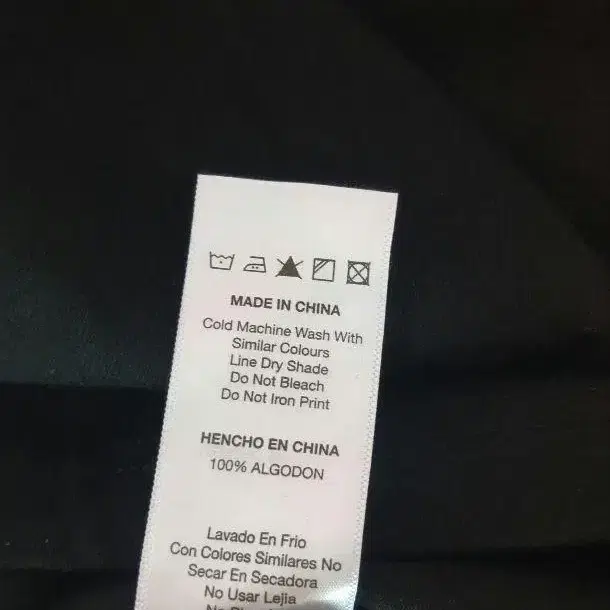 MADE IN CHINA
Cold Machine Wash With
Similar Colours
Line Dry Shade
Do Not Bleach
Do Not Iron Print
HENCHO EN CHINA
100% ALGODON
Lavado En Frio
Con Colores Similares No
Secar En Secadora
No Usar Lejia
No